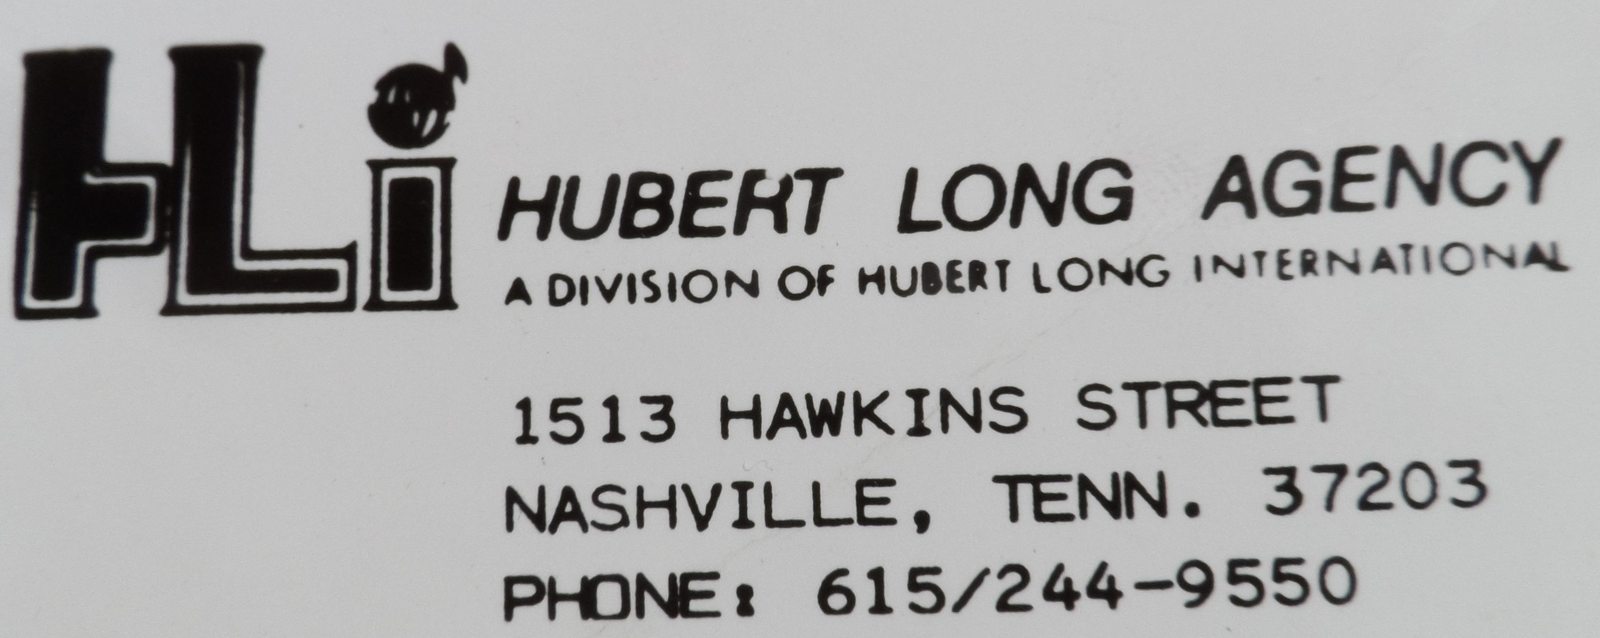 HLi
HUBERT LONG AGENCY
A DIVISION OF HUBERT LONG INTERNATIONAL
1513 HAWKINS STREET
NASHVILLE, TENN. 37203
PHONE: 615/244-9550